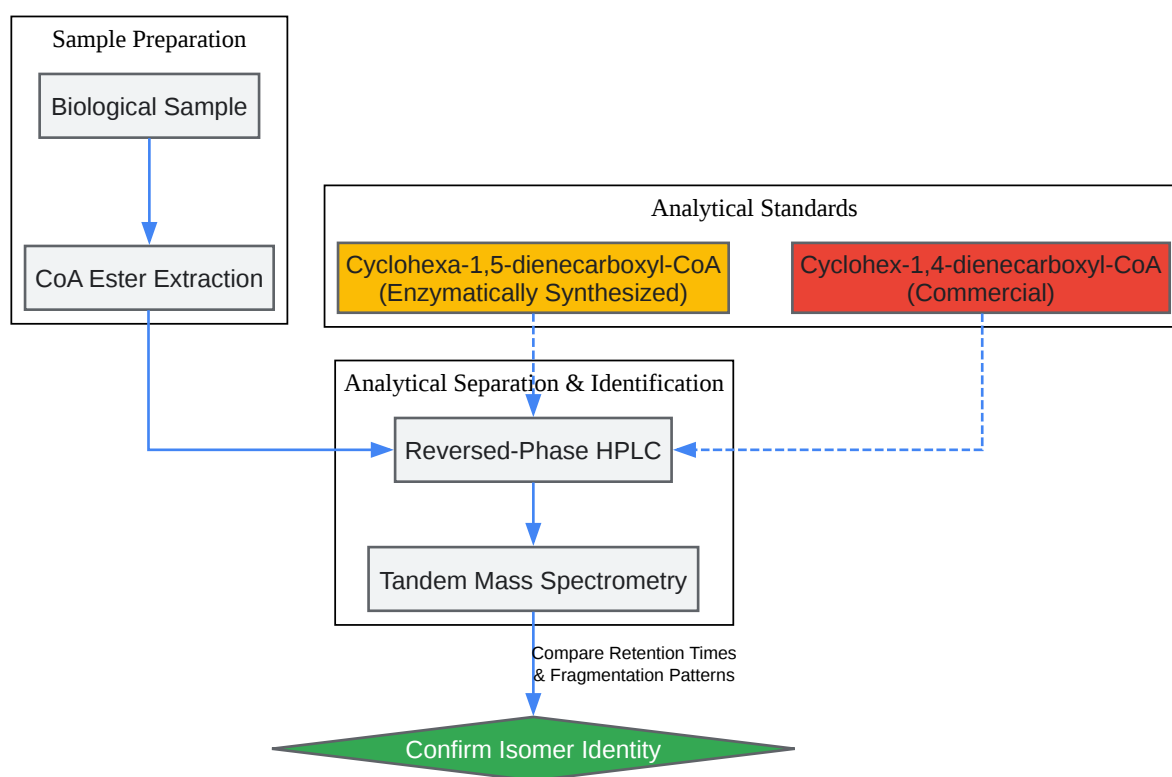 Sample Preparation
Biological Sample
CoA Ester Extraction
Analytical Standards
Cyclohexa-1,5-dienecarboxyl-CoA
(Enzymatically Synthesized)
Cyclohex-1,4-dienecarboxyl-CoA
(Commercial)
Analytical Separation & Identification
Reversed-Phase HPLC
Tandem Mass Spectrometry
Compare Retention Times
& Fragmentation Patterns
Confirm Isomer Identity